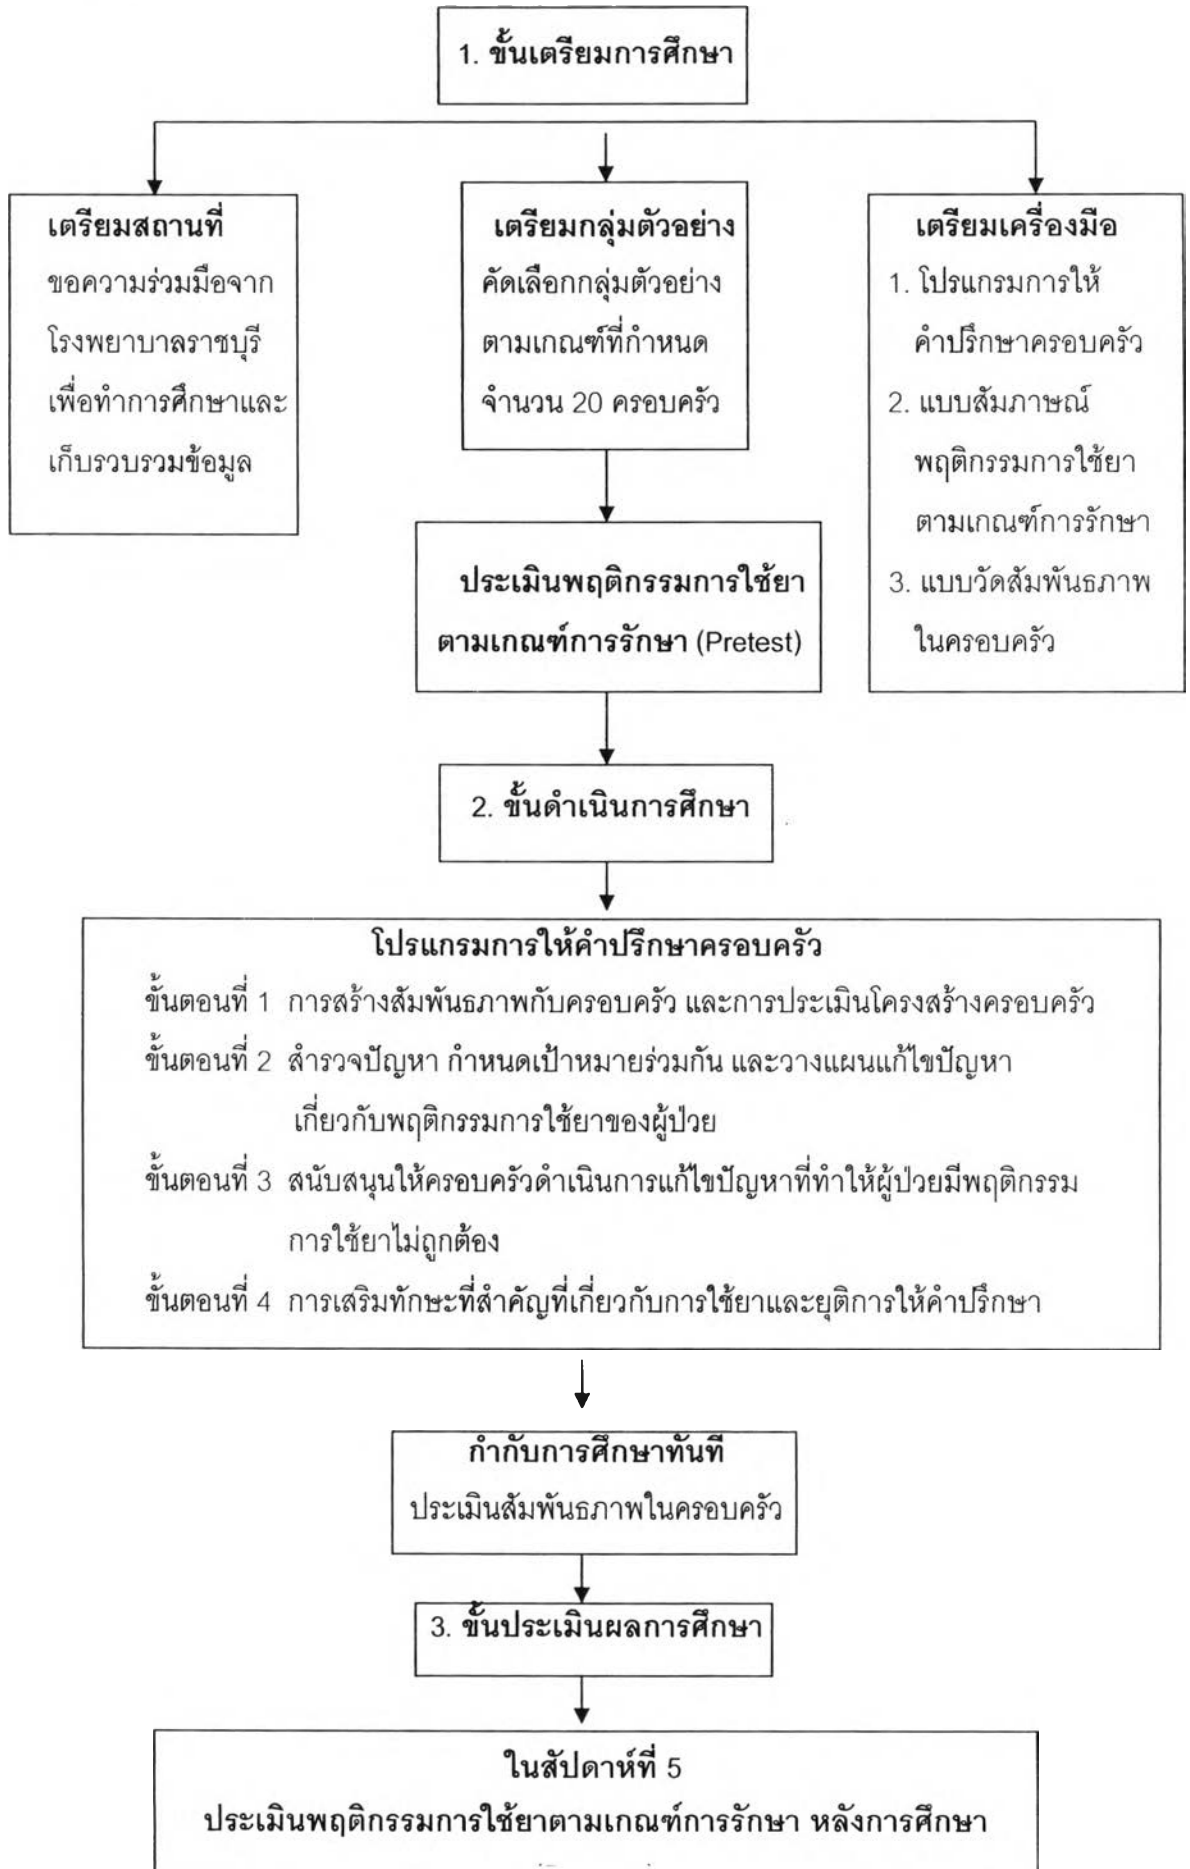 1. ขั้นเตรียมการศึกษา
เตรียมสถานที่
ขอความร่วมมือจาก
โรงพยาบาลราชบุรี
เพื่อทำการศึกษาและ
เก็บรวบรวมข้อมูล
เตรียมกลุ่มตัวอย่าง
คัดเลือกกลุ่มตัวอย่าง
ตามเกณฑ์ที่กำหนด
จำนวน 20 ครอบครัว
เตรียมเครื่องมือ
1. โปรแกรมการให้
คำปรึกษาครอบครัว
2. แบบสัมภาษณ์
พฤติกรรมการใช้ยา
ตามเกณฑ์การรักษา
3. แบบวัดสัมพันธภาพ
ในครอบครัว
ประเมินพฤติกรรมการใช้ยา
ตามเกณฑ์การรักษา (Pretest)
2. ขั้นดำเนินการศึกษา
โปรแกรมการให้คำปรึกษาครอบครัว
ขั้นตอนที่ 1 การสร้างสัมพันธภาพกับครอบครัว และการประเมินโครงสร้างครอบครัว
ขั้นตอนที่ 2 สำรวจปัญหา กำหนดเป้าหมายร่วมกัน และวางแผนแก้ไขปัญหา
เกี่ยวกับพฤติกรรมการใช้ยาของผู้ป่วย
ขั้นตอนที่ 3 สนับสนุนให้ครอบครัวดำเนินการแก้ไขปัญหาที่ทำให้ผู้ป่วยมีพฤติกรรม
การใช้ยาไม่ถูกต้อง
ขั้นตอนที่ 4 การเสริมทักษะที่สำคัญที่เกี่ยวกับการใช้ยาและยุติการให้คำปรึกษา
กำกับการศึกษาทันที
ประเมินสัมพันธภาพในครอบครัว
3. ขั้นประเมินผลการศึกษา
ในสัปดาห์ที่ 5
ประเมินพฤติกรรมการใช้ยาตามเกณฑ์การรักษา หลังการศึกษา